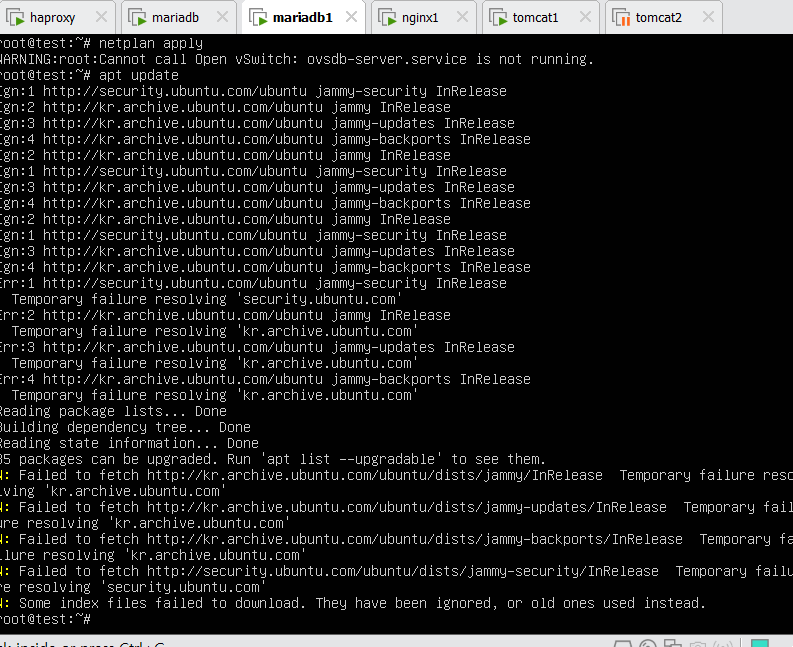 haproxy
mariadb
mariadb1
nginx1
tomcat1
tomcat2
root@test:~# netplan apply
WARNING:root:Cannot call Open vSwitch: ovsdb-server.service is not running.
root@test:~# apt update
Ign:1 http://security.ubuntu.com/ubuntu jammy-security InRelease
Ign:2 http://kr.archive.ubuntu.com/ubuntu jammy InRelease
Ign:3 http://kr.archive.ubuntu.com/ubuntu jammy-updates InRelease
Ign:4 http://kr.archive.ubuntu.com/ubuntu jammy-backports InRelease
Ign:2 http://kr.archive.ubuntu.com/ubuntu jammy InRelease
Ign:1 http://security.ubuntu.com/ubuntu jammy-security InRelease
Ign:3 http://kr.archive.ubuntu.com/ubuntu jammy-updates InRelease
Ign:4 http://kr.archive.ubuntu.com/ubuntu jammy-backports InRelease
Ign:2 http://kr.archive.ubuntu.com/ubuntu jammy InRelease
Ign:1 http://security.ubuntu.com/ubuntu jammy-security InRelease
Ign:3 http://kr.archive.ubuntu.com/ubuntu jammy-updates InRelease
Ign:4 http://kr.archive.ubuntu.com/ubuntu jammy-backports InRelease
Err:1 http://security.ubuntu.com/ubuntu jammy-security InRelease
Temporary failure resolving 'security.ubuntu.com'
Err:2 http://kr.archive.ubuntu.com/ubuntu jammy InRelease
Temporary failure resolving 'kr.archive.ubuntu.com'
Err:3 http://kr.archive.ubuntu.com/ubuntu jammy-updates InRelease
Temporary failure resolving 'kr.archive.ubuntu.com'
Err:4 http://kr.archive.ubuntu.com/ubuntu jammy-backports InRelease
Temporary failure resolving 'kr.archive.ubuntu.com'
Reading package lists... Done
Building dependency tree... Done
Reading state information... Done
85 packages can be upgraded. Run 'apt list --upgradable' to see them.
W: Failed to fetch http://kr.archive.ubuntu.com/ubuntu/dists/jammy/InRelease  Temporary failure reso
lving 'kr.archive.ubuntu.com'
W: Failed to fetch http://kr.archive.ubuntu.com/ubuntu/dists/jammy-updates/InRelease  Temporary fail
ure resolving 'kr.archive.ubuntu.com'
W: Failed to fetch http://kr.archive.ubuntu.com/ubuntu/dists/jammy-backports/InRelease  Temporary fa
ilure resolving 'kr.archive.ubuntu.com'
W: Failed to fetch http://security.ubuntu.com/ubuntu/dists/jammy-security/InRelease  Temporary failu
re resolving 'security.ubuntu.com'
W: Some index files failed to download. They have been ignored, or old ones used instead.
root@test:~#